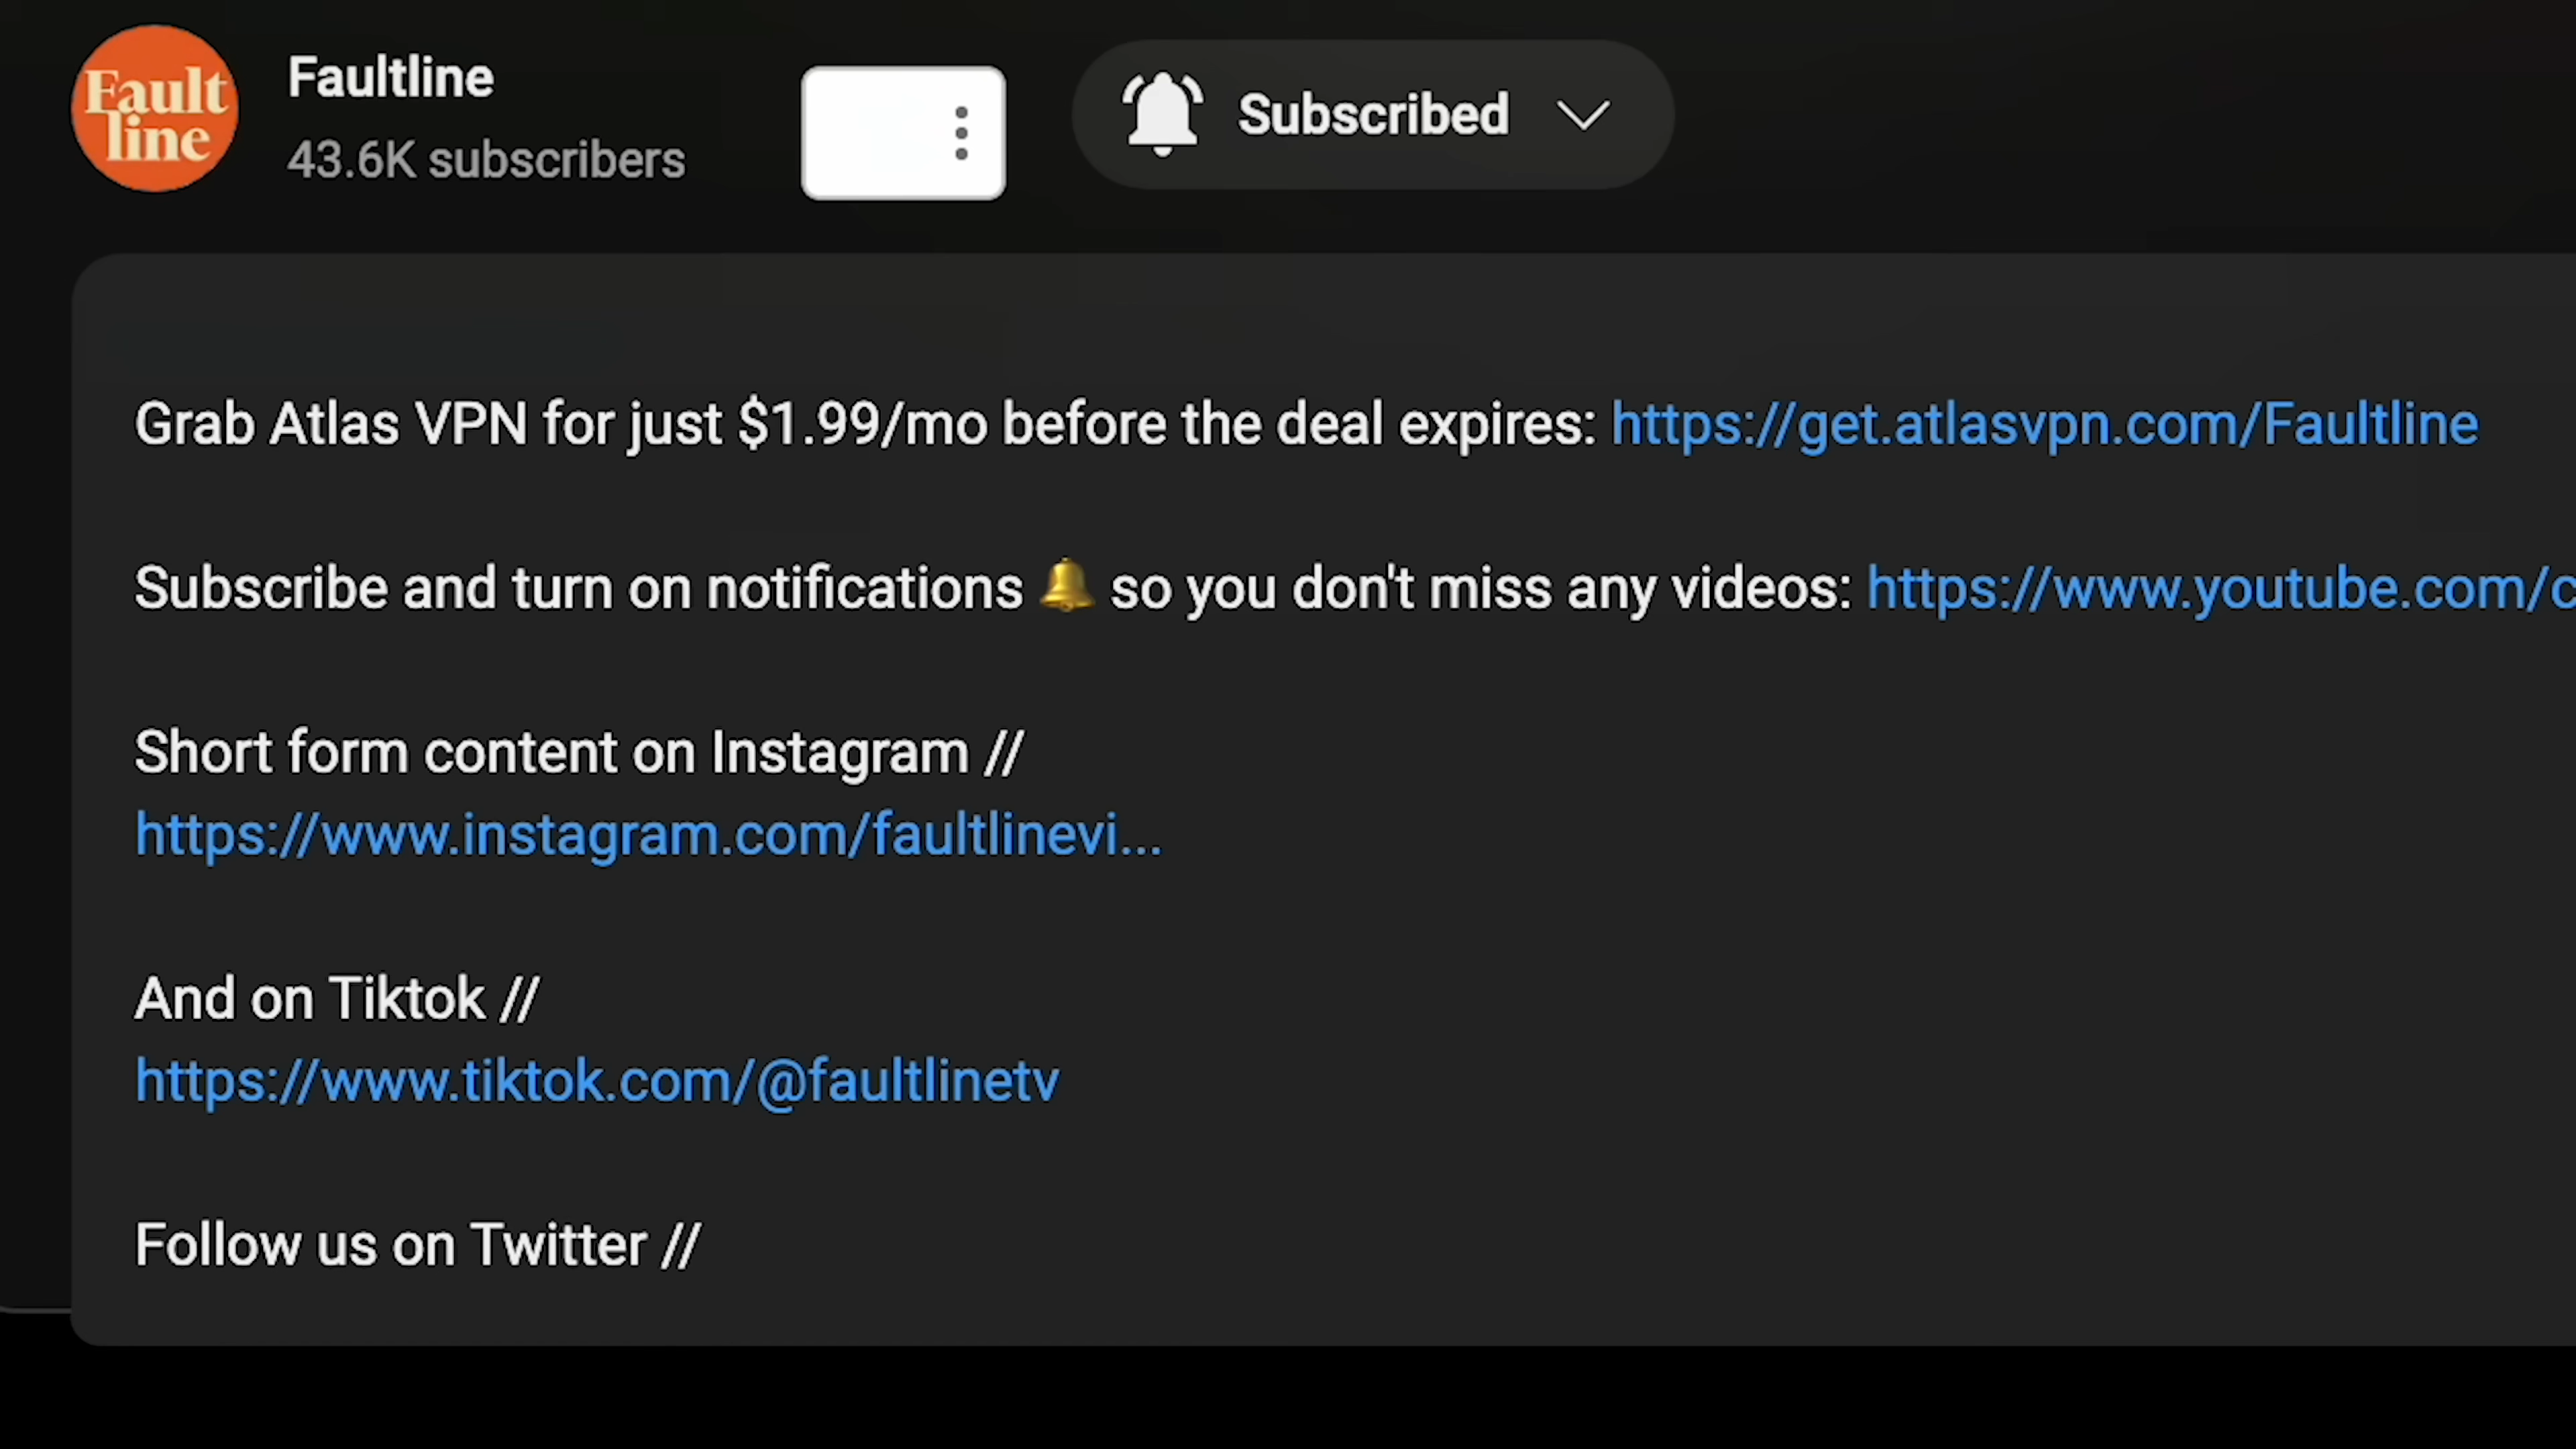 Fault
line
Faultline
43.6K subscribers
Subscribed
Grab Atlas VPN for just $1.99/mo before the deal expires: https://get.atlasvpn.com/Faultline
Subscribe and turn on notifications 🔔 so you don't miss any videos: https://www.youtube.com/c
Short form content on Instagram //
https://www.instagram.com/faultlinevi...
And on Tiktok //
https://www.tiktok.com/@faultlinetv
Follow us on Twitter //